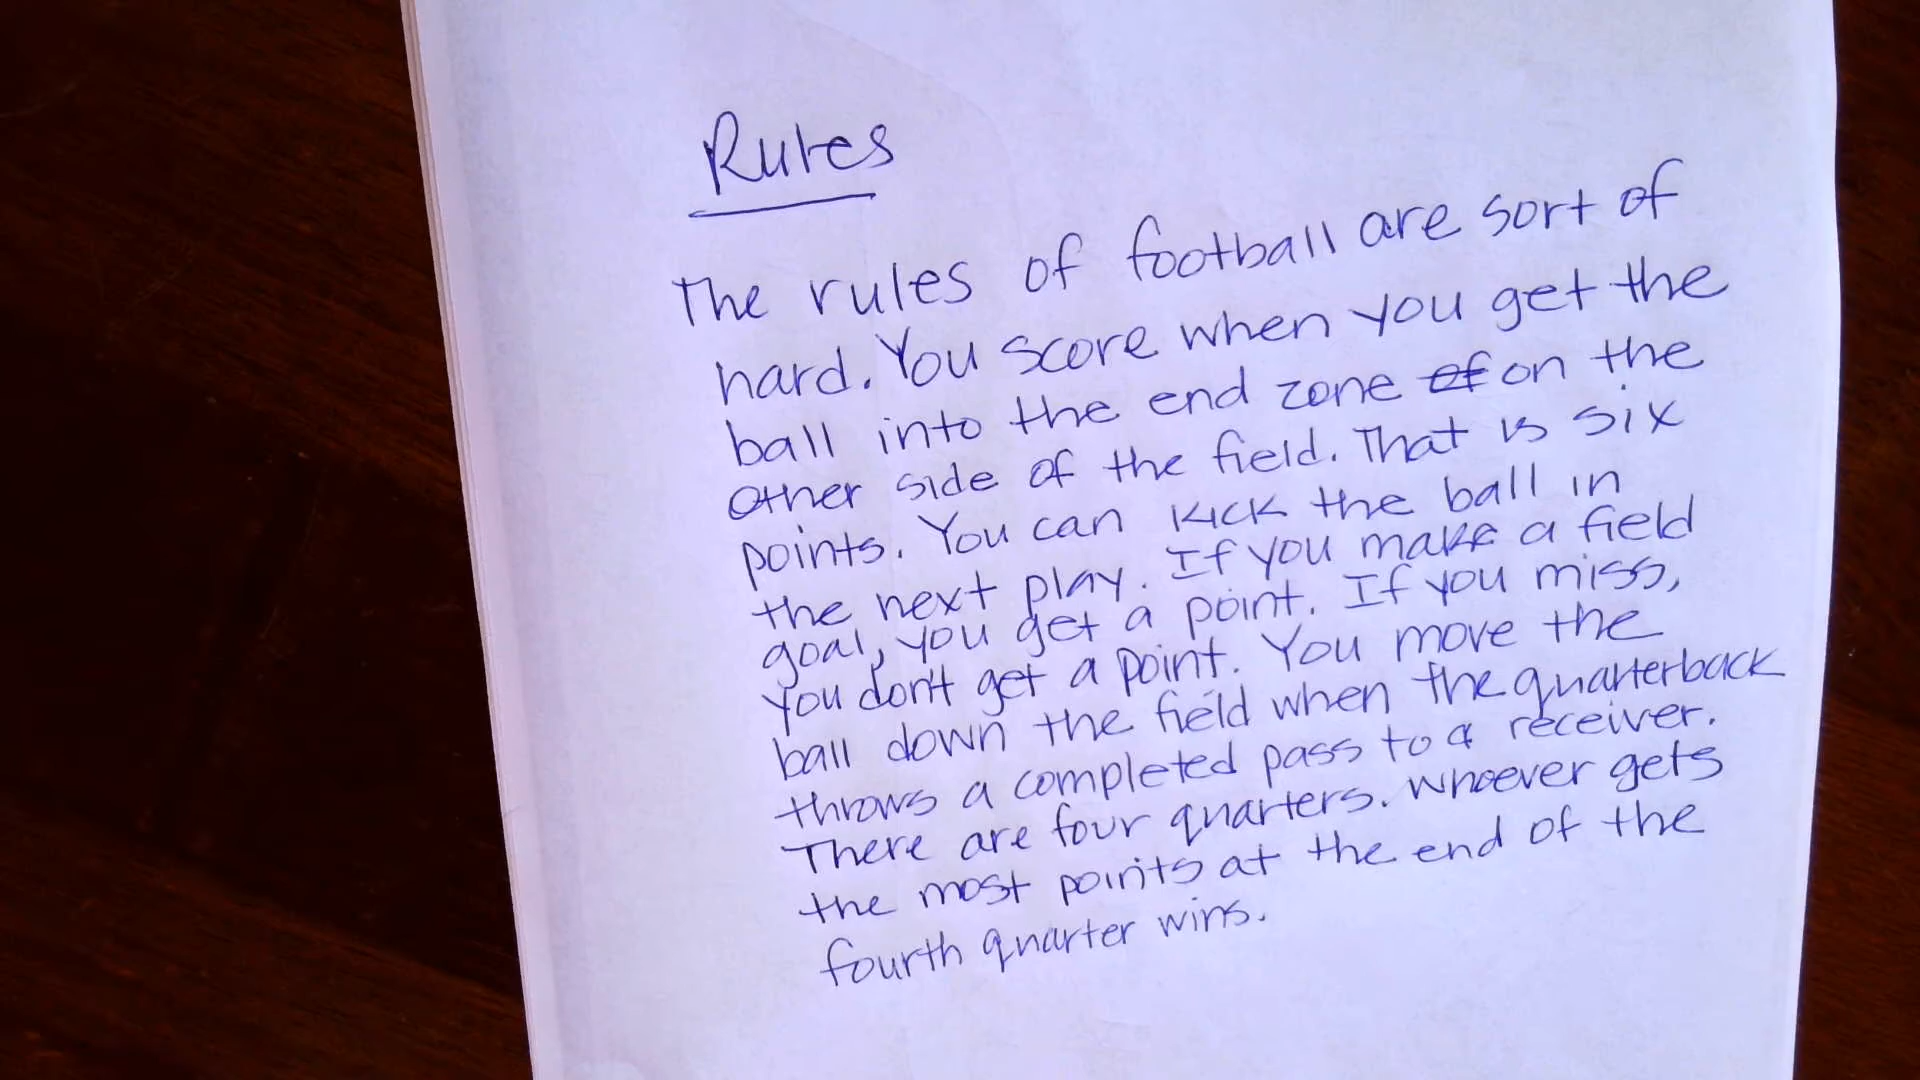 Rules
The rules of football are sort of
hard. You score when you get the
ball into the end zone of on the
other side of the field. That is six
points. You can kick the ball in
the next play. If you make a field
goal, you get a point. If you miss,
you don't get a point. You move the
ball down the field when the quarterback
throws a completed pass to a receiver.
There are four quarters. Whoever gets
the most points at the end of the
fourth quarter wins.